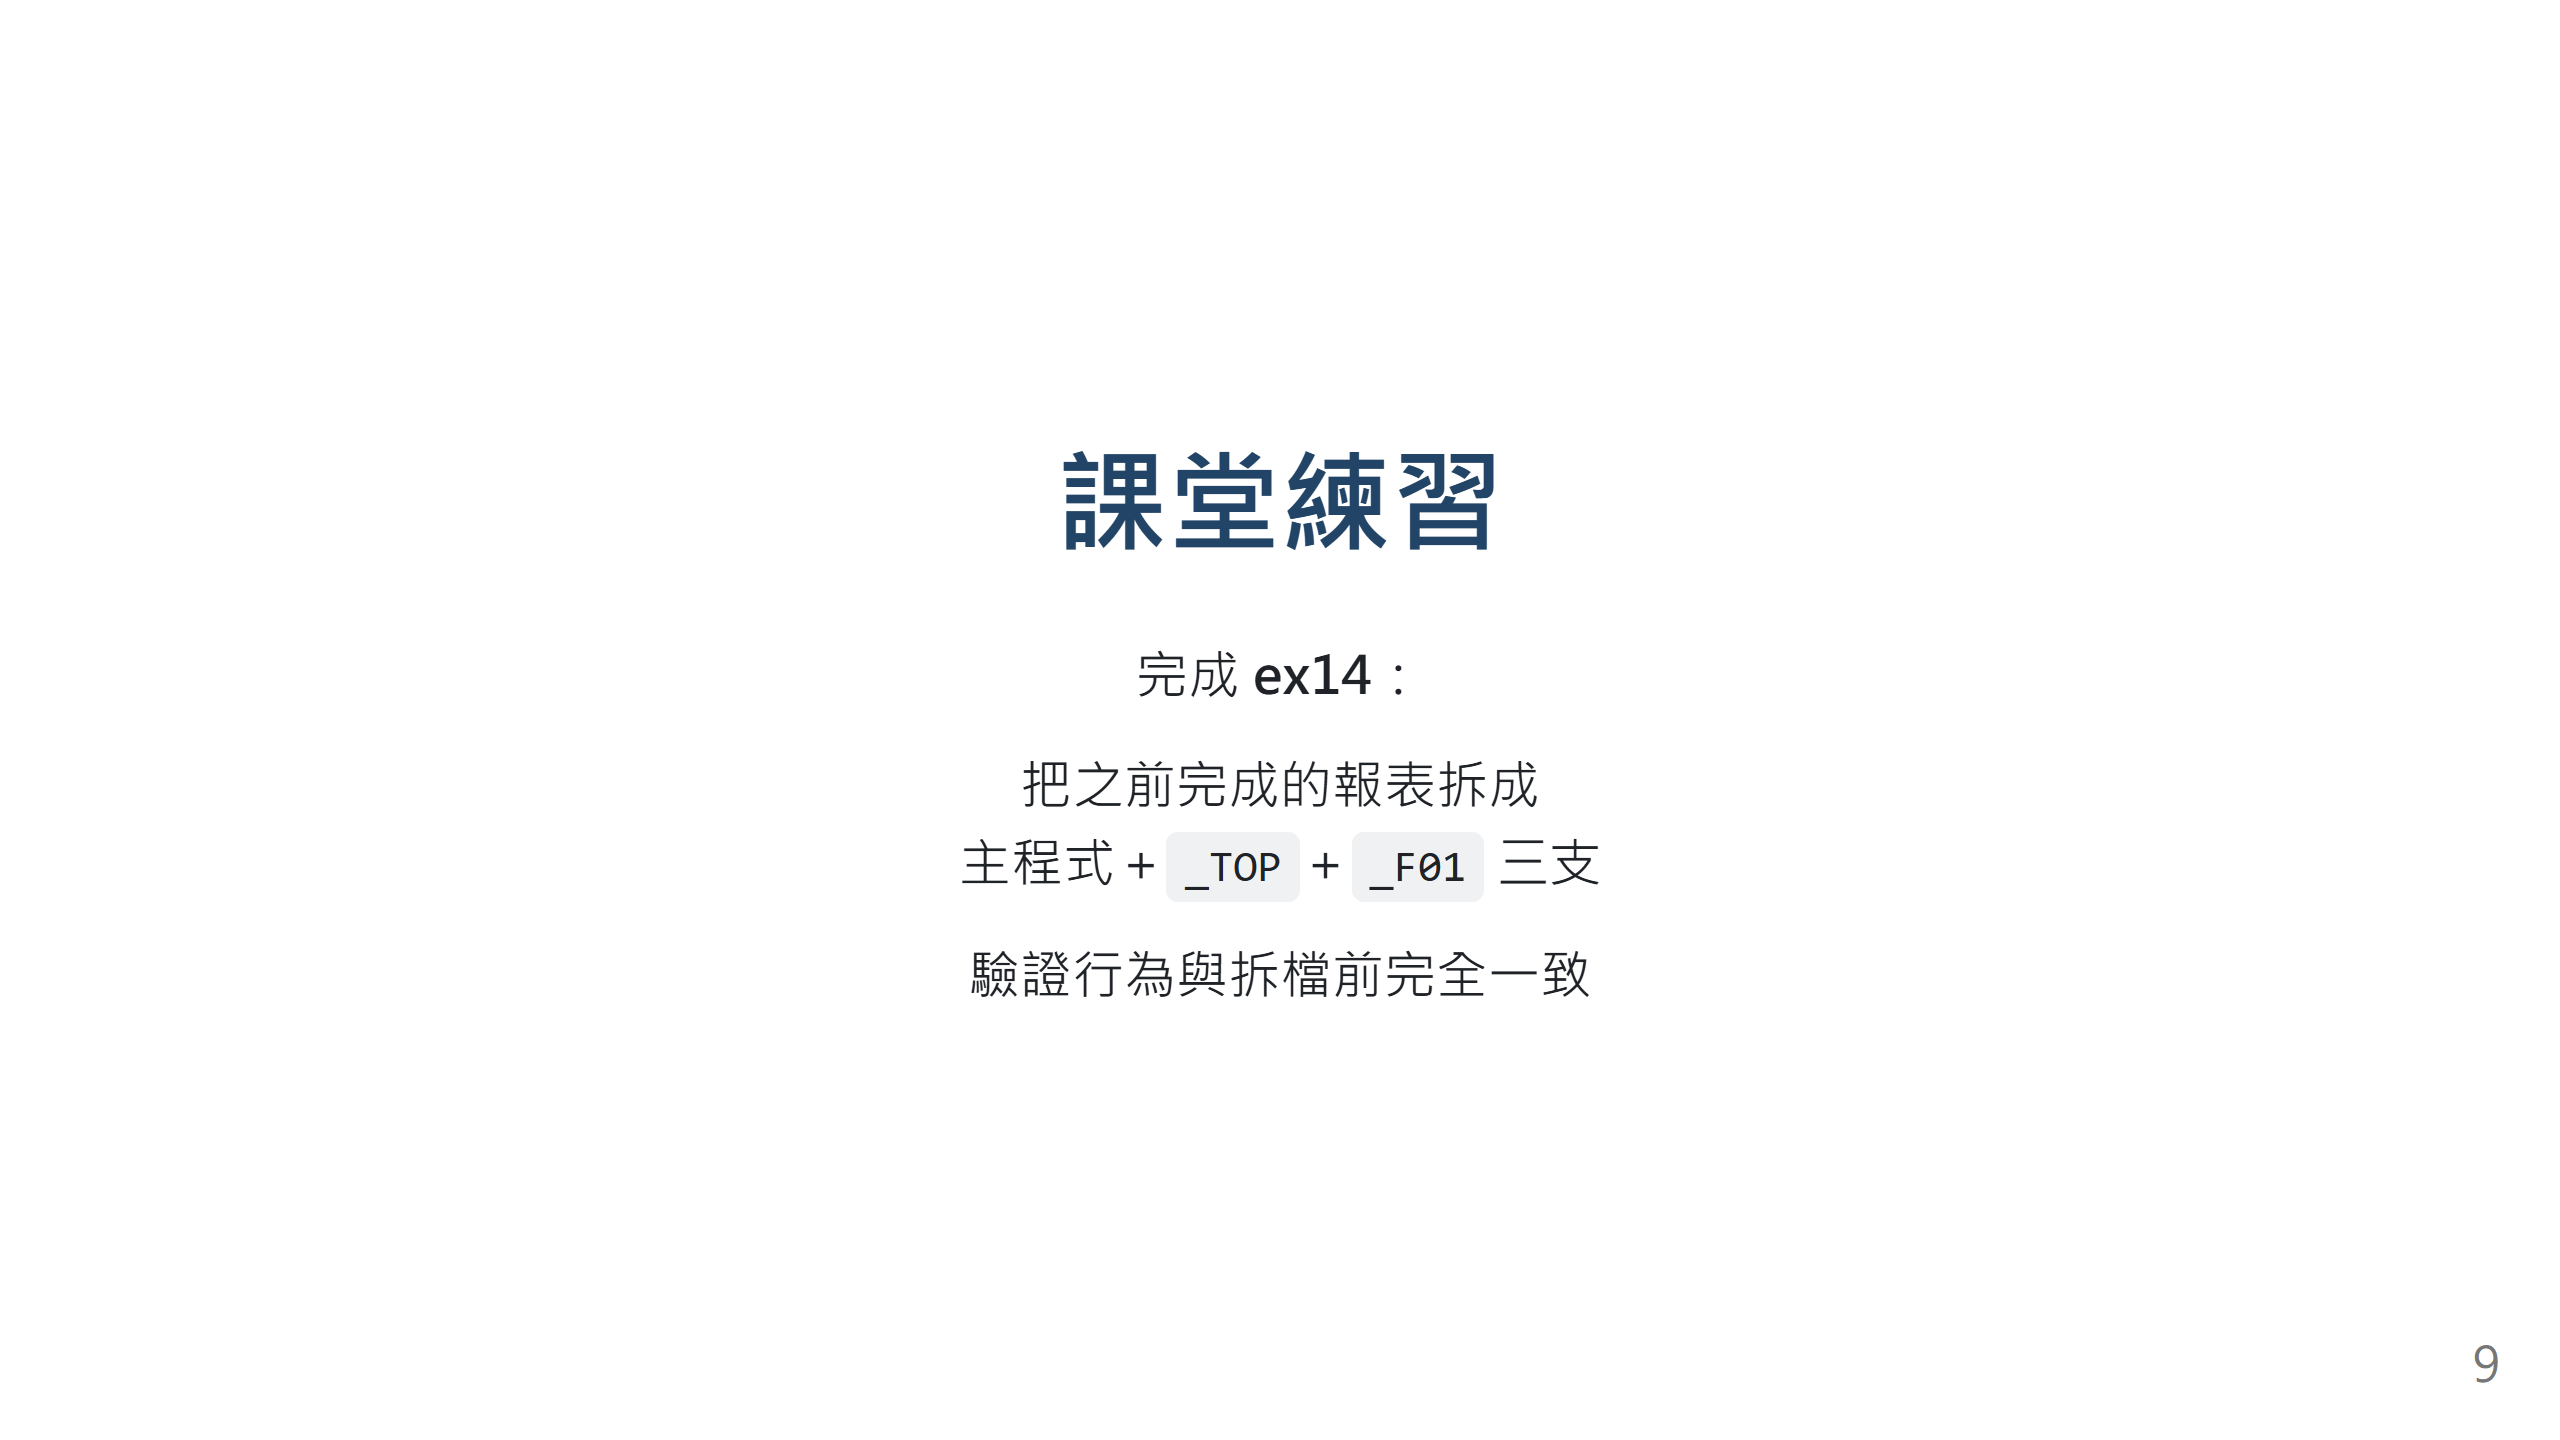 課堂練習
完成 ex14：
把之前完成的報表拆成
主程式 + _TOP + _F01 三支
驗證行為與拆檔前完全一致
9